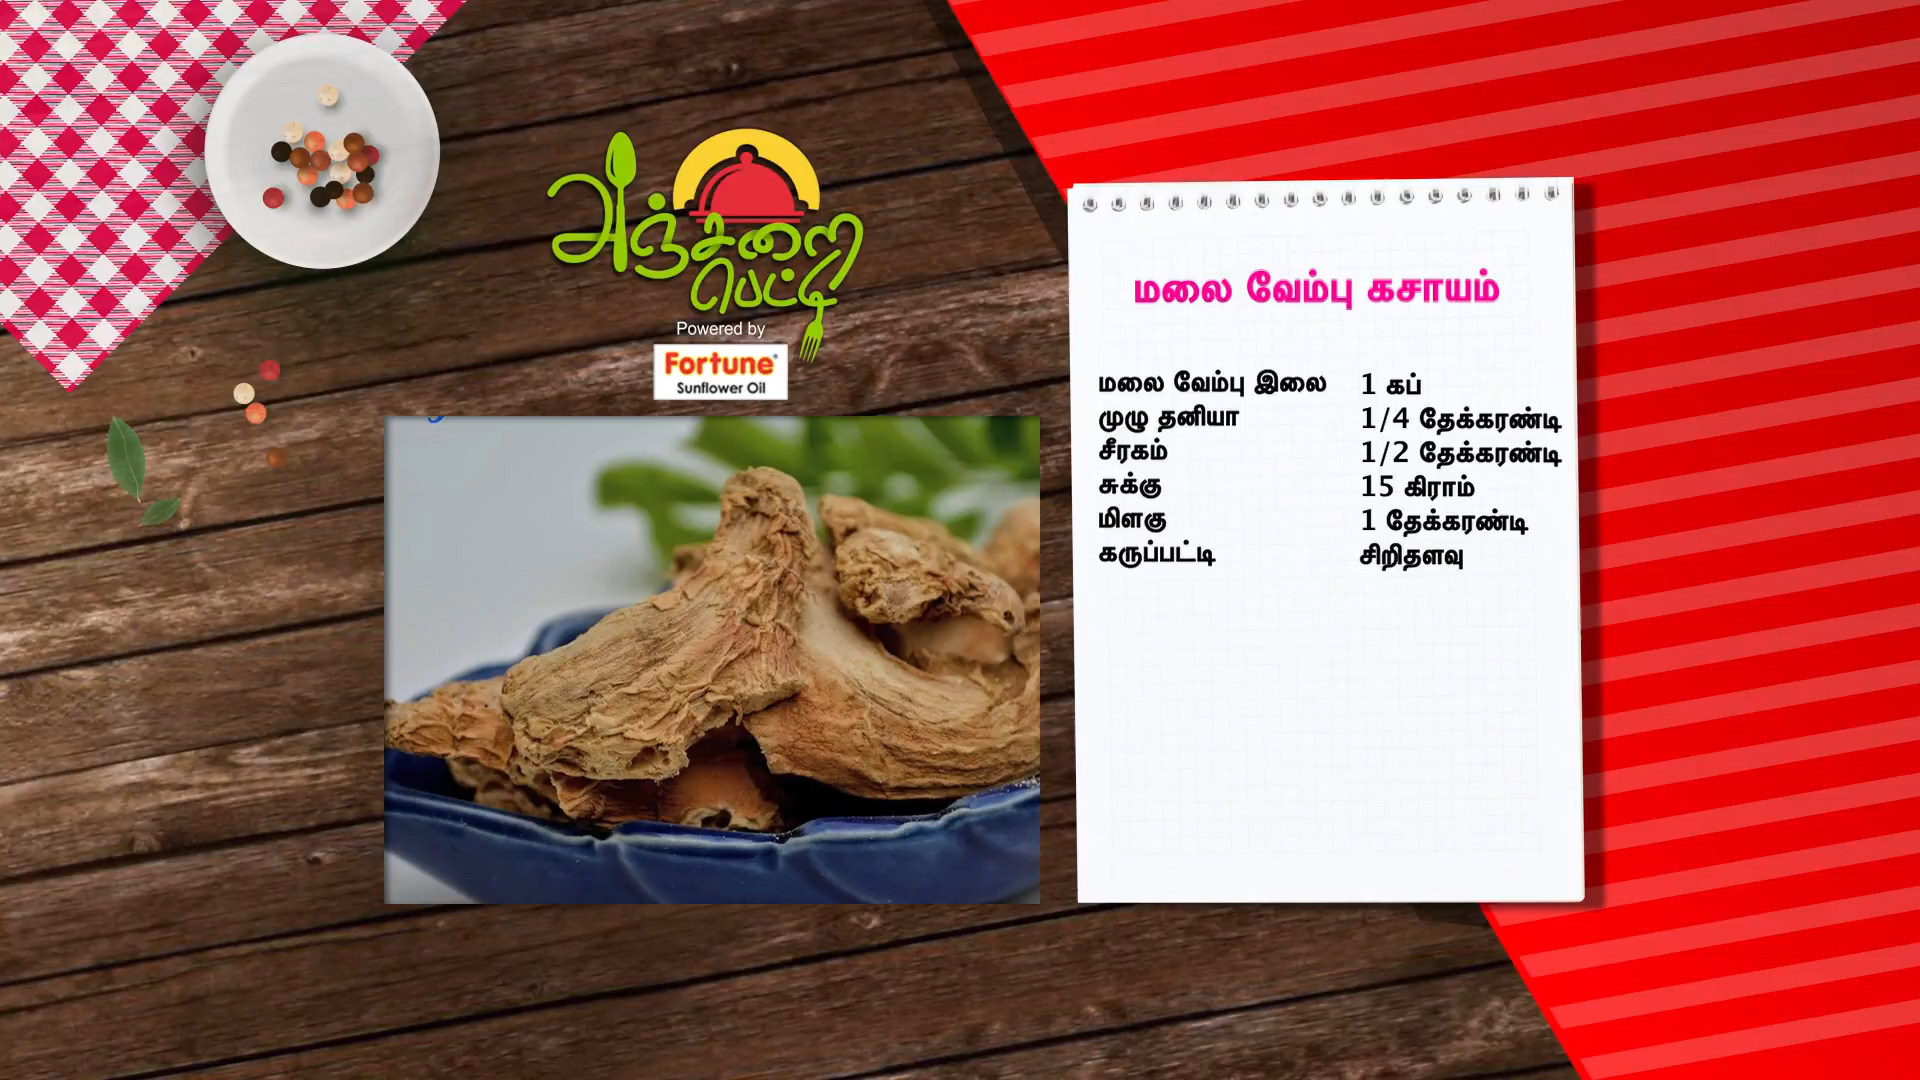 அஞ்சறை
பெட்டி
Powered by
Fortune
Sunflower Oil
மலை வேம்பு கசாயம்
மலை வேம்பு இலை 1 கப்
முழு தனியா 1/4 தேக்கரண்டி
சீரகம் 1/2 தேக்கரண்டி
சுக்கு 15 கிராம்
மிளகு 1 தேக்கரண்டி
கருப்பட்டி சிறிதளவு